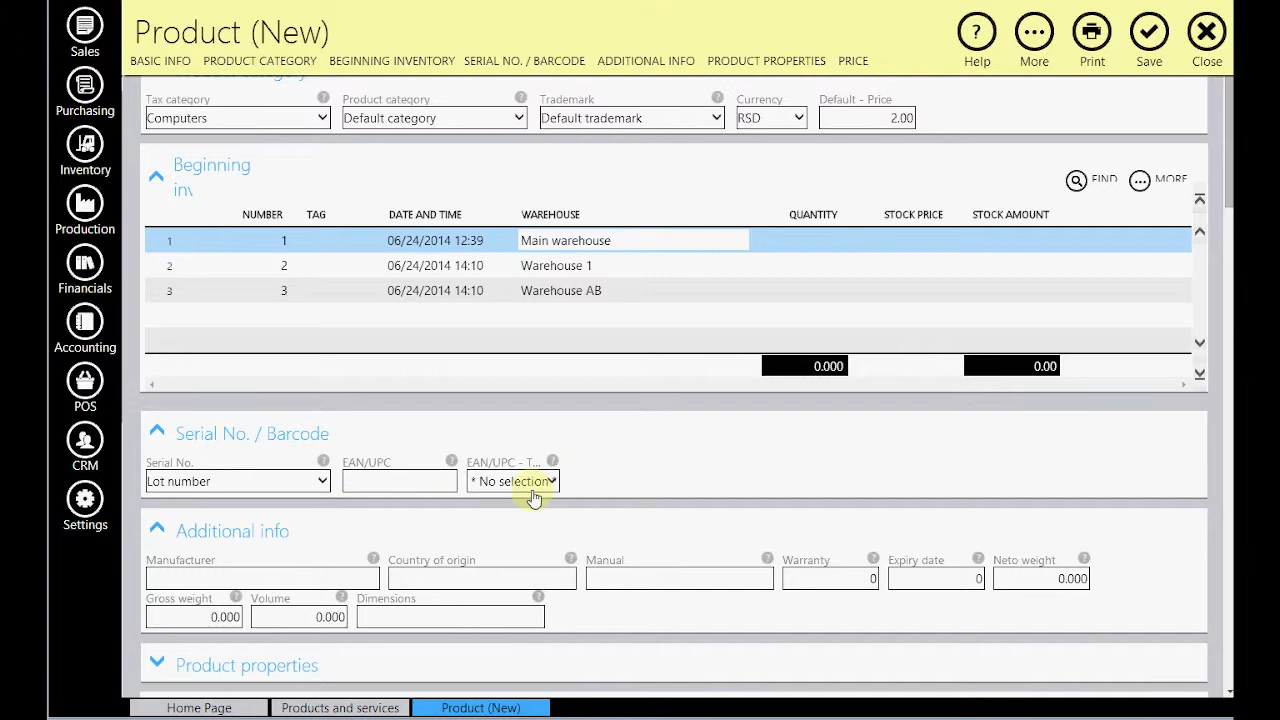 Product (New)
Help
More
Print
Save
Close
BASIC INFO
PRODUCT CATEGORY
BEGINNING INVENTORY
SERIAL NO. / BARCODE
ADDITIONAL INFO
PRODUCT PROPERTIES
PRICE
Sales
Purchasing
Inventory
Production
Financials
Accounting
POS
CRM
Settings
Product category
Tax category
Product category
Trademark
Currency
Default - Price
Computers
Default category
Default trademark
RSD
2.00
Beginning
inv
FIND
MORE
NUMBER TAG DATE AND TIME WAREHOUSE QUANTITY STOCK PRICE STOCK AMOUNT
1 1 06/24/2014 12:39 Main warehouse
2 2 06/24/2014 14:10 Warehouse 1
3 3 06/24/2014 14:10 Warehouse AB
0.000 0.00
Serial No. / Barcode
Serial No.
EAN/UPC
EAN/UPC - T...
Lot number
* No selection*
Additional info
Manufacturer
Country of origin
Manual
Warranty
Expiry date
Neto weight
0
0
0.000
Gross weight
Volume
Dimensions
0.000
0.000
Product properties
Home Page
Products and services
Product (New)